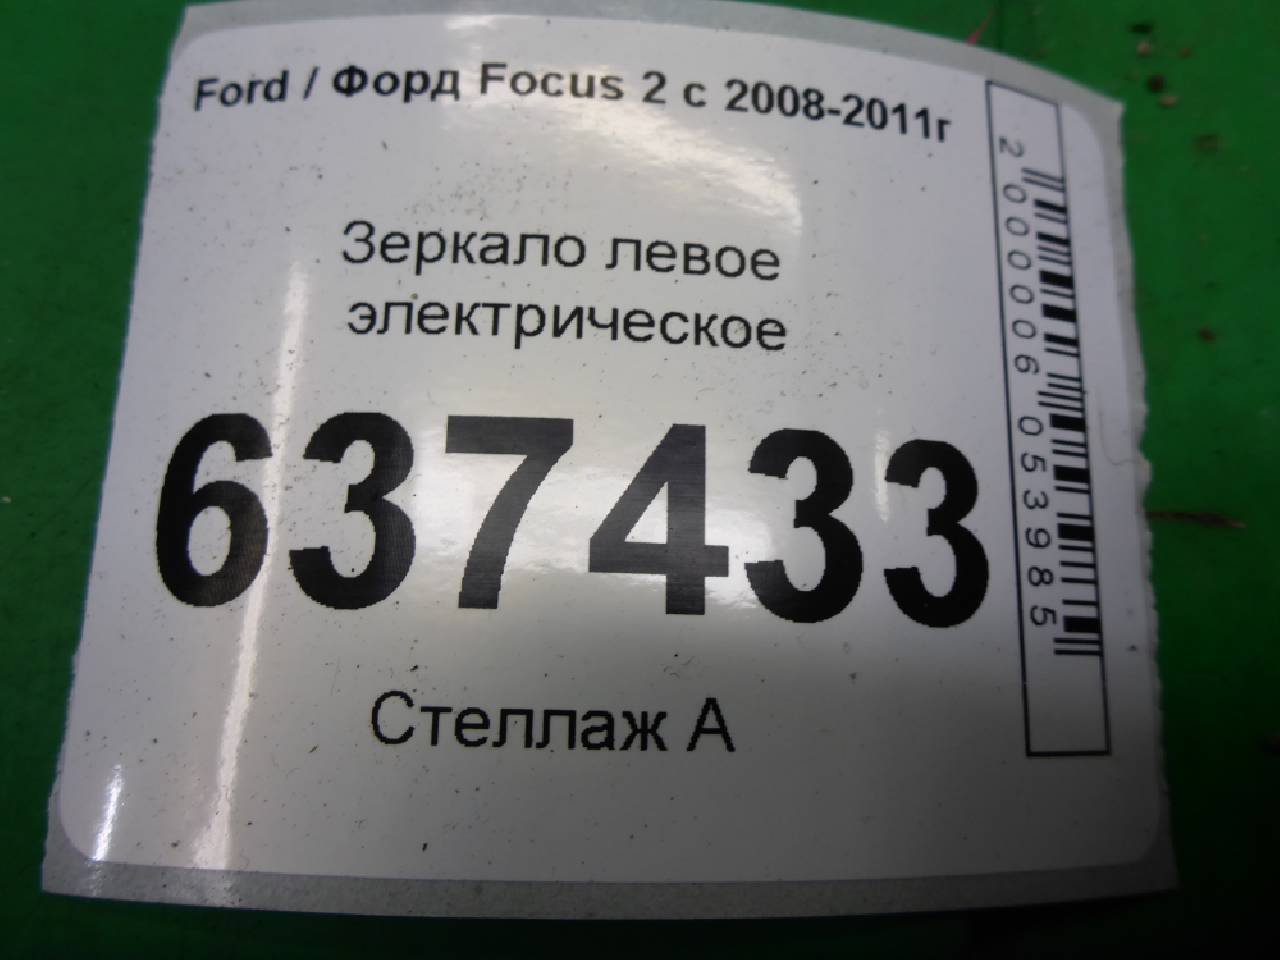 Ford / Форд Focus 2 с 2008-2011г
Зеркало левое
электрическое
637433
Стеллаж А
2000006053985